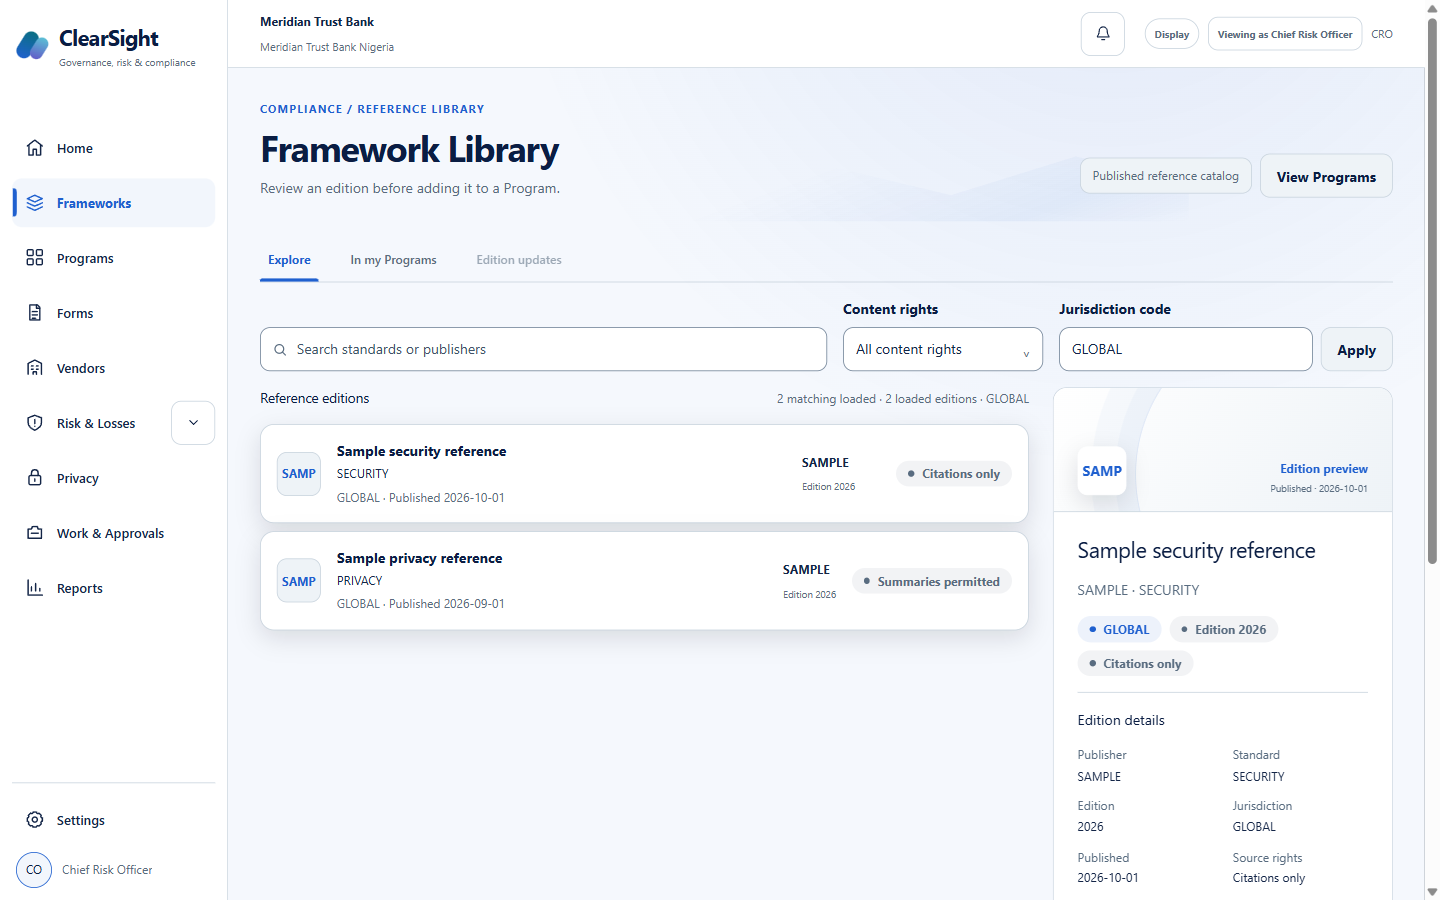 ClearSight
Governance, risk & compliance
Home
Frameworks
Programs
Forms
Vendors
Risk & Losses
Privacy
Work & Approvals
Reports
Settings
CO
Chief Risk Officer
Meridian Trust Bank
Meridian Trust Bank Nigeria
Display
Viewing as Chief Risk Officer
CRO
COMPLIANCE / REFERENCE LIBRARY
Framework Library
Review an edition before adding it to a Program.
Published reference catalog
View Programs
Explore
In my Programs
Edition updates
Content rights
Jurisdiction code
Search standards or publishers
All content rights
GLOBAL
Apply
Reference editions
2 matching loaded · 2 loaded editions · GLOBAL
SAMP
Sample security reference
SECURITY
GLOBAL · Published 2026-10-01
SAMPLE
Edition 2026
Citations only
SAMP
Sample privacy reference
PRIVACY
GLOBAL · Published 2026-09-01
SAMPLE
Edition 2026
Summaries permitted
SAMP
Edition preview
Published · 2026-10-01
Sample security reference
SAMPLE · SECURITY
GLOBAL
Edition 2026
Citations only
Edition details
Publisher
Standard
SAMPLE
SECURITY
Edition
Jurisdiction
2026
GLOBAL
Published
Source rights
2026-10-01
Citations only